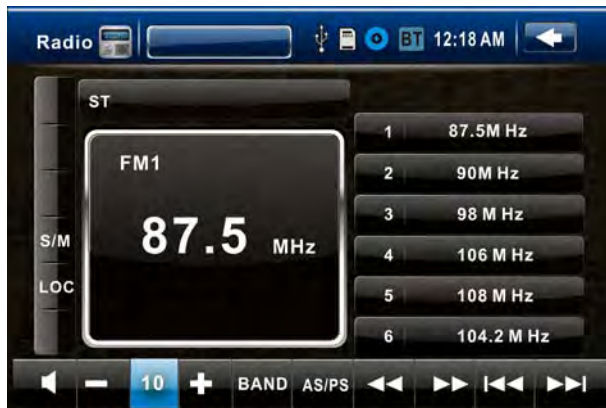 Radio BT 12:18 AM
ST
FM1
87.5 MHz
S/M
LOC
1 87.5M Hz
2 90M Hz
3 98 M Hz
4 106 M Hz
5 108 M Hz
6 104.2 M Hz
10 BAND AS/PS